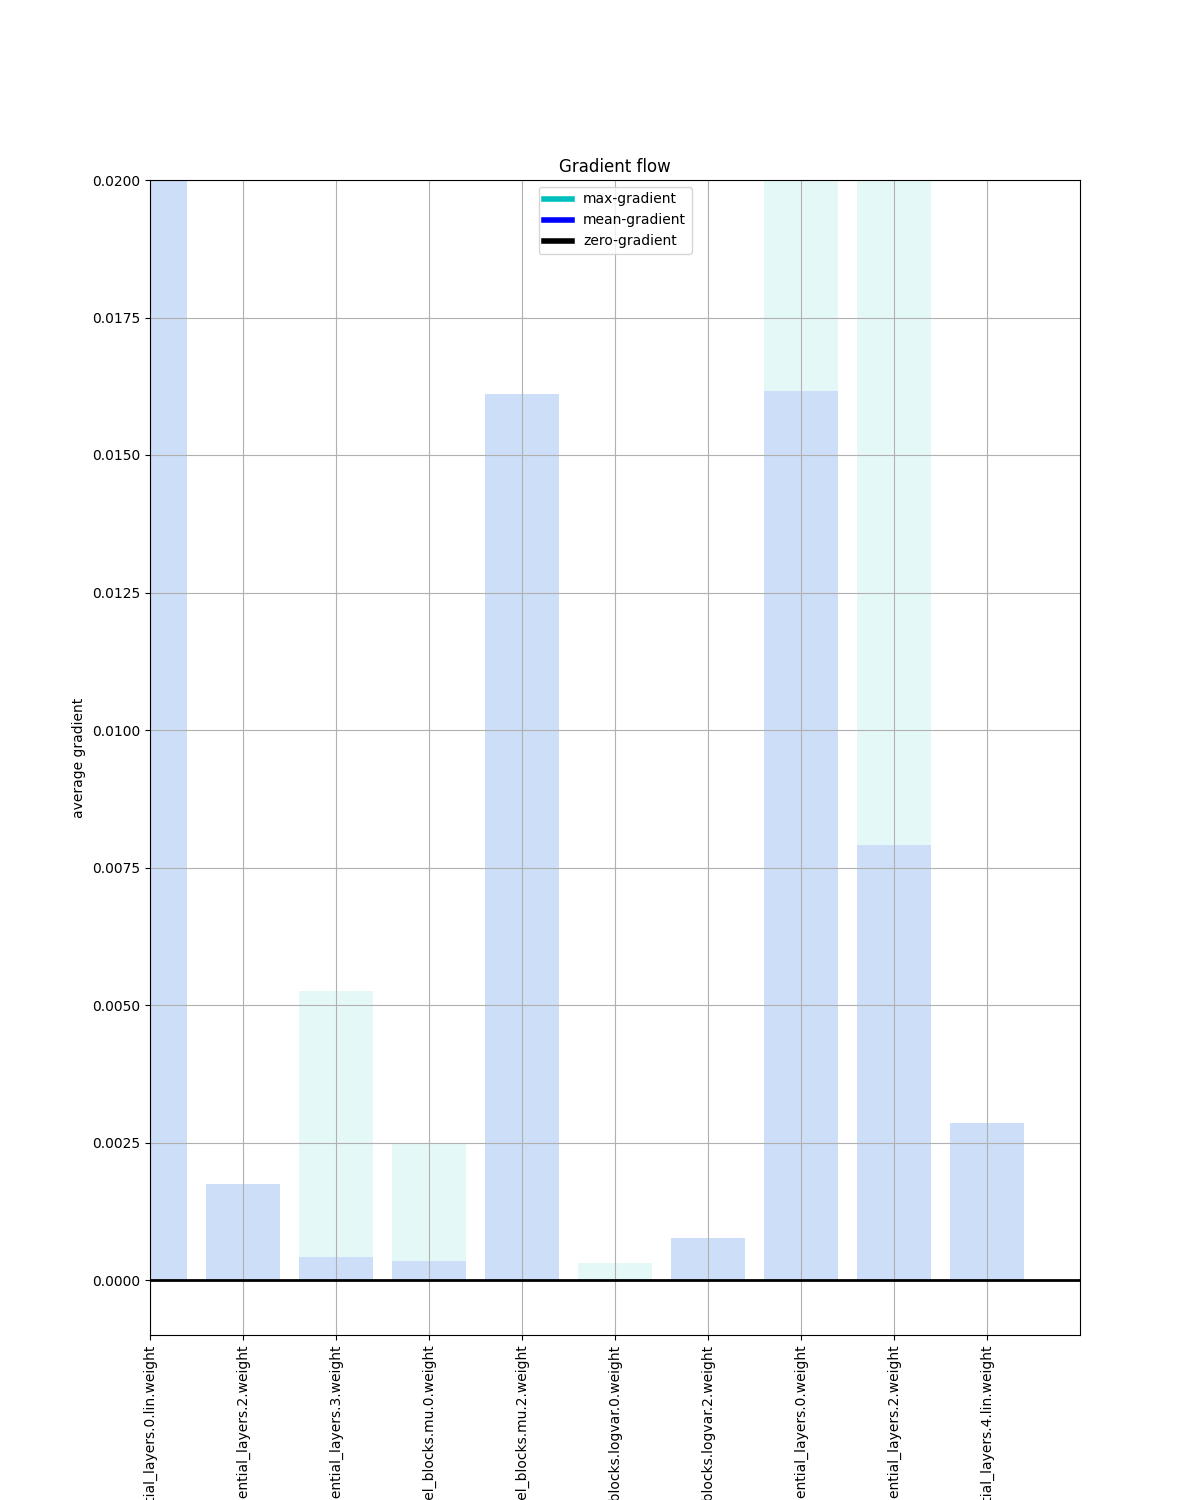 Gradient flow
max-gradient
mean-gradient
zero-gradient
average gradient
0.0200
0.0175
0.0150
0.0125
0.0100
0.0075
0.0050
0.0025
0.0000
tial_layers.0.lin.weight
ential_layers.2.weight
ential_layers.3.weight
el_blocks.mu.0.weight
el_blocks.mu.2.weight
blocks.logvar.0.weight
blocks.logvar.2.weight
ential_layers.0.weight
ential_layers.2.weight
tial_layers.4.lin.weight